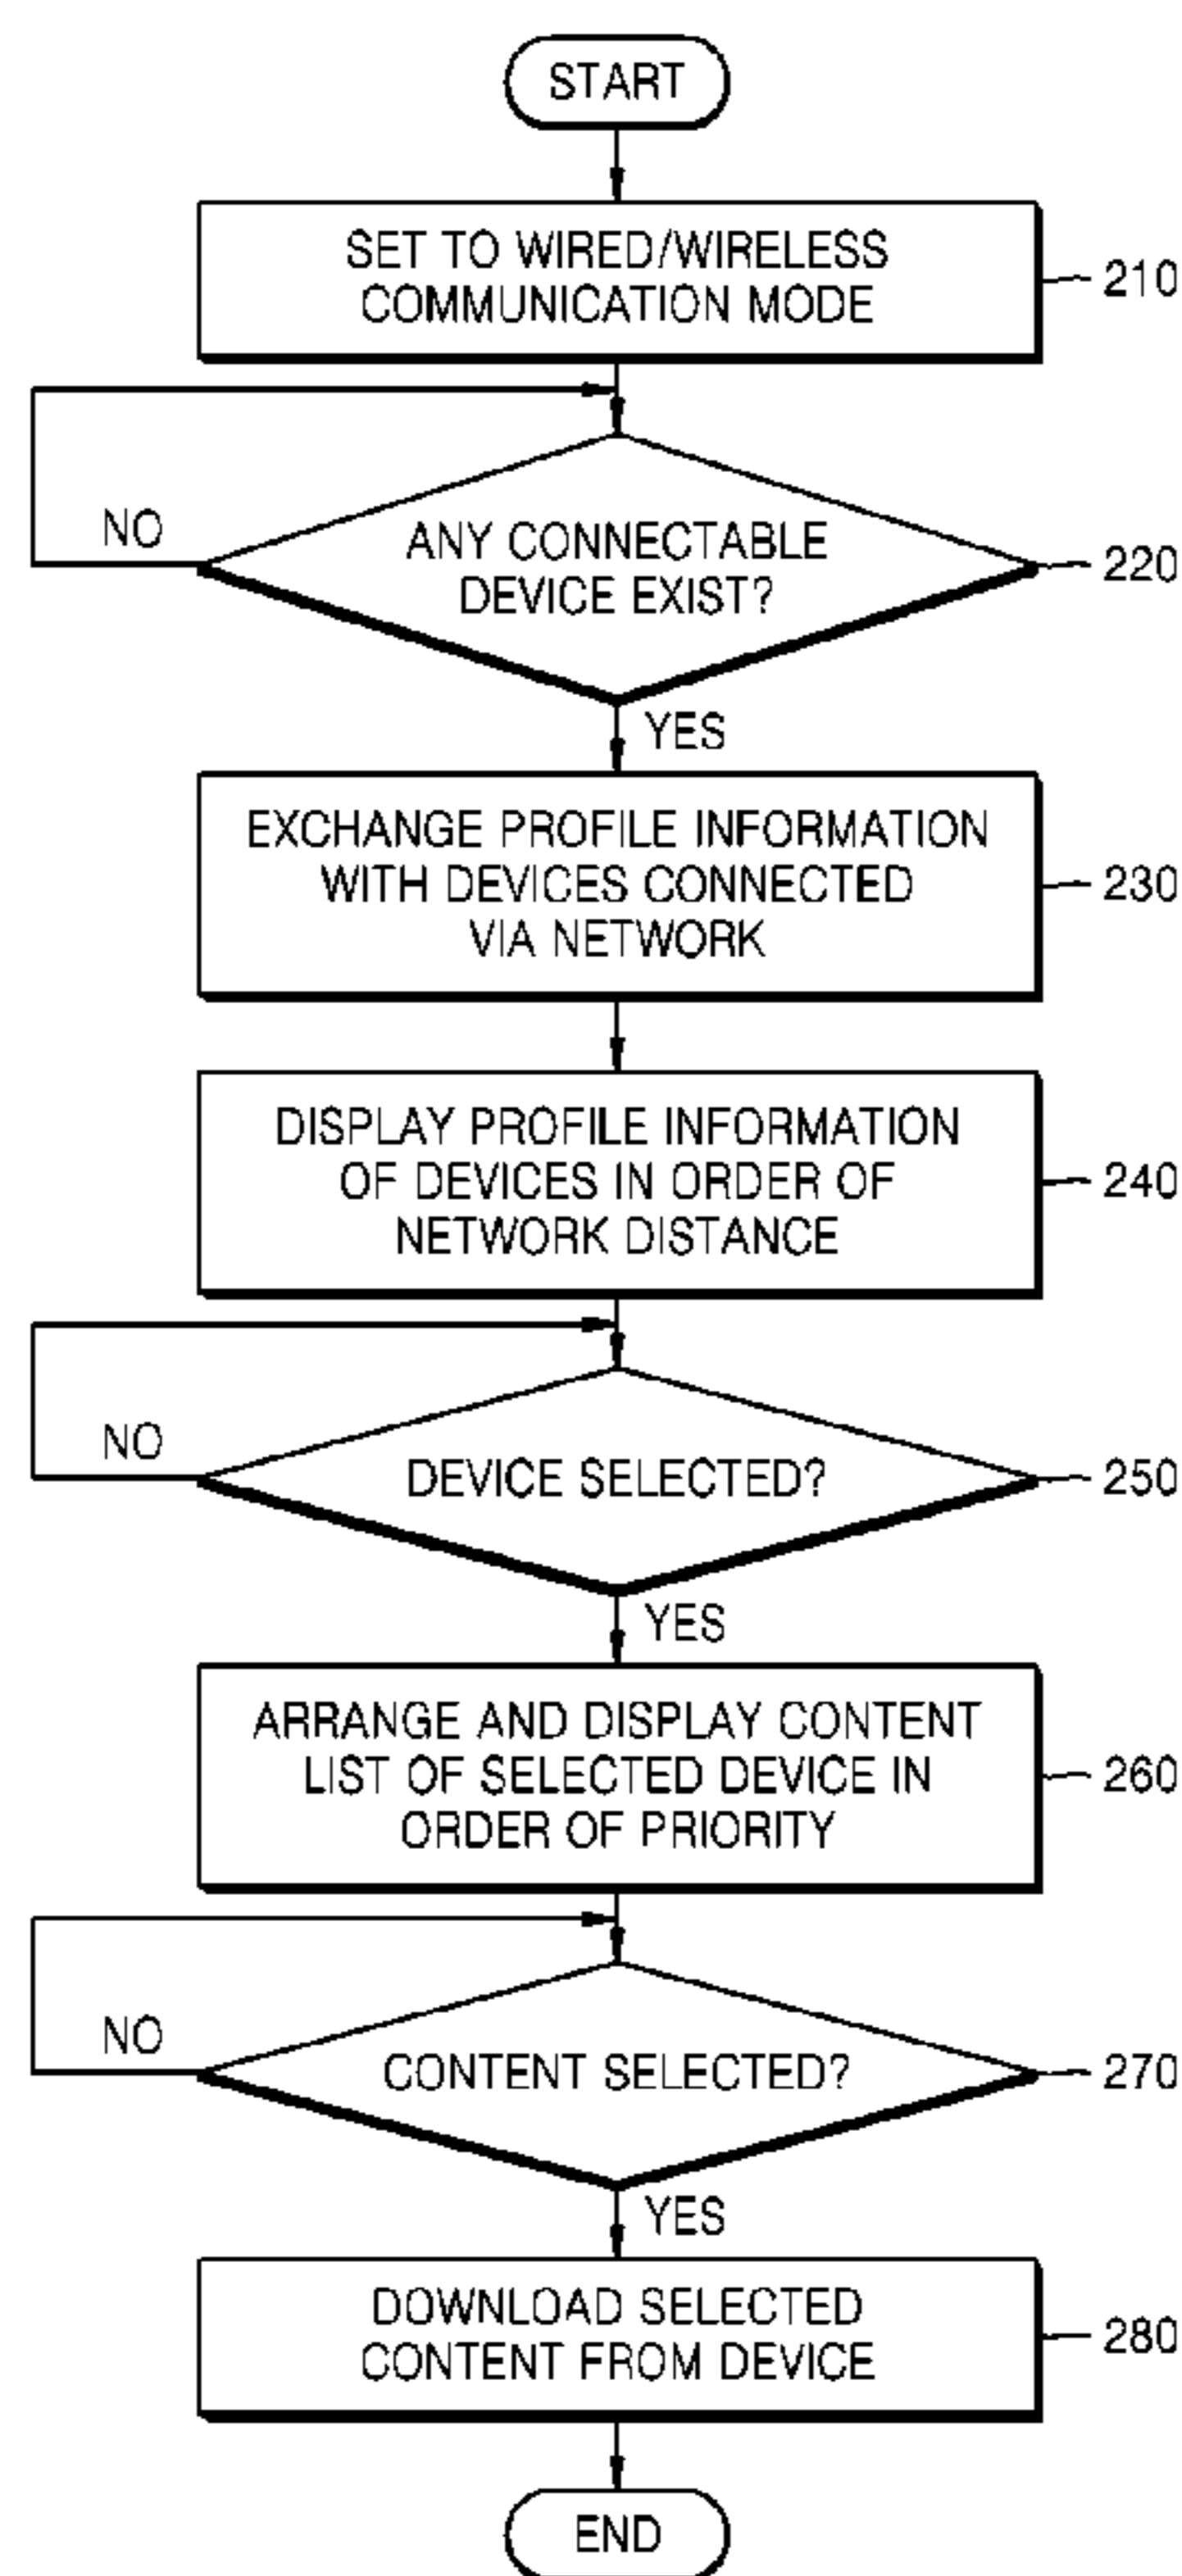 START
SET TO WIRED/WIRELESS
COMMUNICATION MODE
210
NO
ANY CONNECTABLE
DEVICE EXIST?
220
YES
EXCHANGE PROFILE INFORMATION
WITH DEVICES CONNECTED
VIA NETWORK
230
DISPLAY PROFILE INFORMATION
OF DEVICES IN ORDER OF
NETWORK DISTANCE
240
NO
DEVICE SELECTED?
250
YES
ARRANGE AND DISPLAY CONTENT
LIST OF SELECTED DEVICE IN
ORDER OF PRIORITY
260
NO
CONTENT SELECTED?
270
YES
DOWNLOAD SELECTED
CONTENT FROM DEVICE
280
END